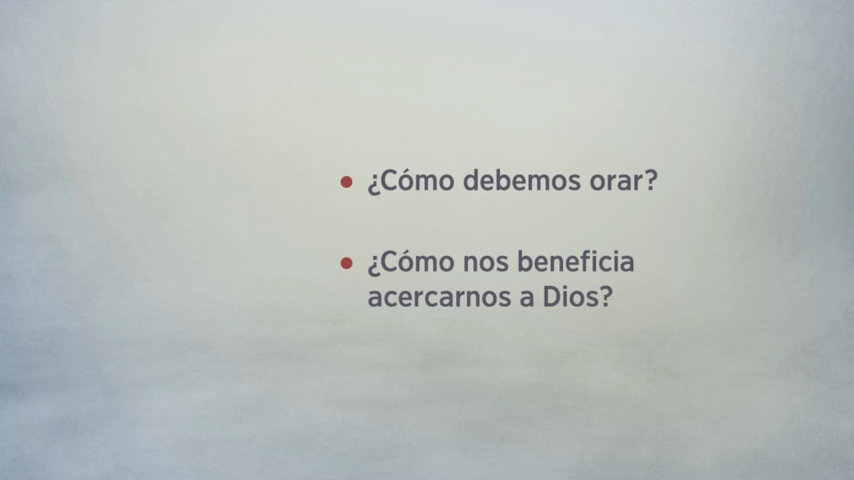 • ¿Cómo debemos orar?
• ¿Cómo nos beneficia
acercarnos a Dios?